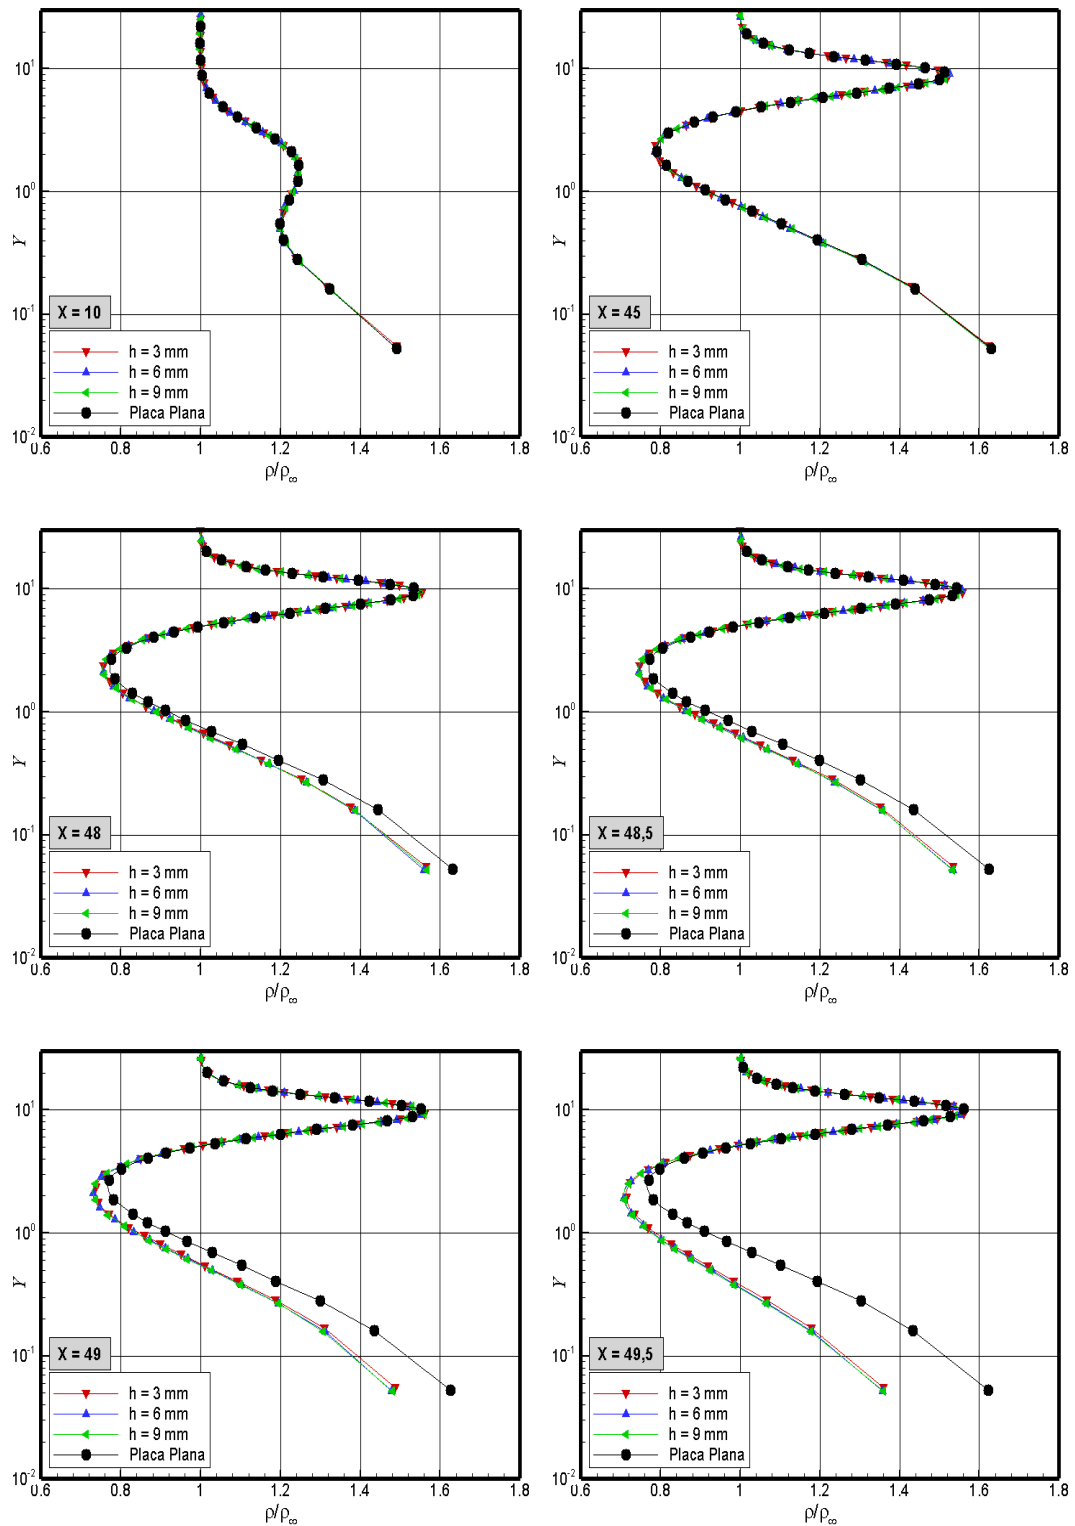 10¹
10⁰
Y
10⁻¹
X = 10
h = 3 mm
h = 6 mm
h = 9 mm
Placa Plana
10⁻²
0.6 0.8 1 1.2 1.4 1.6 1.8
ρ/ρ∞
10¹
10⁰
Y
10⁻¹
X = 45
h = 3 mm
h = 6 mm
h = 9 mm
Placa Plana
10⁻²
0.6 0.8 1 1.2 1.4 1.6 1.8
ρ/ρ∞
10¹
10⁰
Y
10⁻¹
X = 48
h = 3 mm
h = 6 mm
h = 9 mm
Placa Plana
10⁻²
0.6 0.8 1 1.2 1.4 1.6 1.8
ρ/ρ∞
10¹
10⁰
Y
10⁻¹
X = 48,5
h = 3 mm
h = 6 mm
h = 9 mm
Placa Plana
10⁻²
0.6 0.8 1 1.2 1.4 1.6 1.8
ρ/ρ∞
10¹
10⁰
Y
10⁻¹
X = 49
h = 3 mm
h = 6 mm
h = 9 mm
Placa Plana
10⁻²
0.6 0.8 1 1.2 1.4 1.6 1.8
ρ/ρ∞
10¹
10⁰
Y
10⁻¹
X = 49,5
h = 3 mm
h = 6 mm
h = 9 mm
Placa Plana
10⁻²
0.6 0.8 1 1.2 1.4 1.6 1.8
ρ/ρ∞